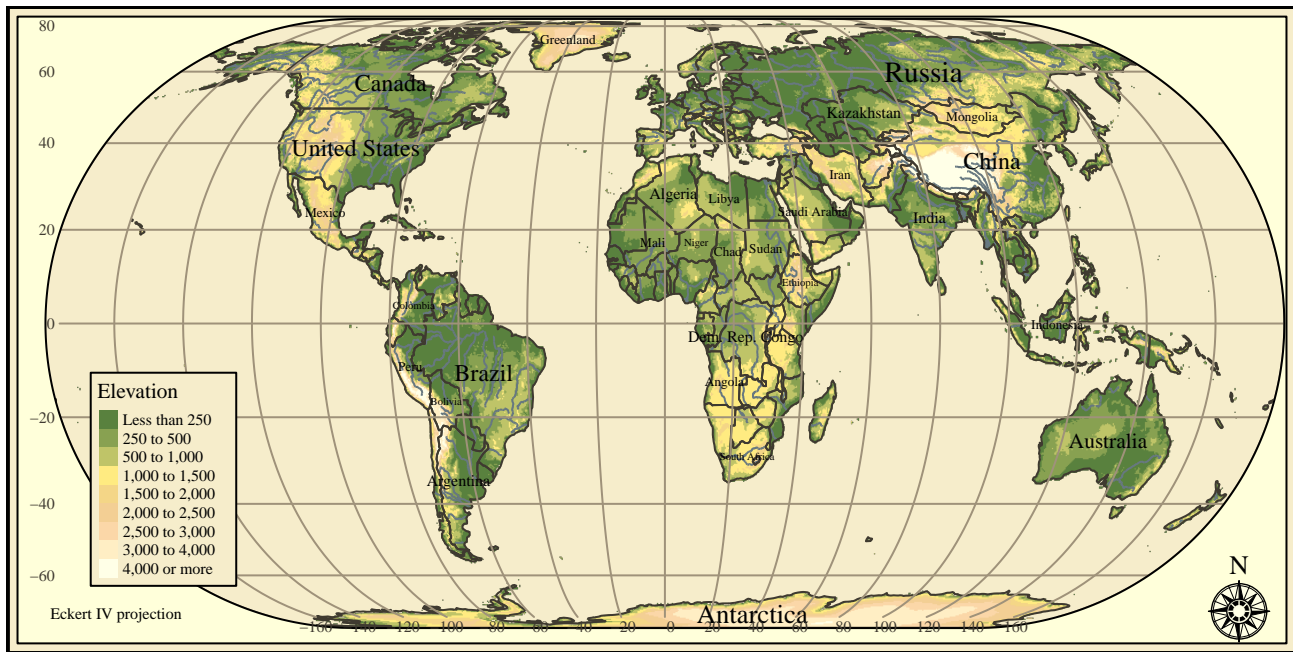 80
Greenland
60
Canada
Russia
Kazakhstan
Mongolia
40
United States
China
Iran
Algeria
Libya
Mexico
Saudi Arabia
India
20
Mali
Niger
Chad
Sudan
Ethiopia
Colombia
0
Indonesia
Dem. Rep. Congo
Peru
Brazil
Angola
Bolivia
−20
Australia
South Africa
Argentina
−40
−60
Elevation
Less than 250
250 to 500
500 to 1,000
1,000 to 1,500
1,500 to 2,000
2,000 to 2,500
2,500 to 3,000
3,000 to 4,000
4,000 or more
N
Eckert IV projection
Antarctica
−160 −140 −120 −100 −80 −60 −40 −20 0 20 40 60 80 100 120 140 160